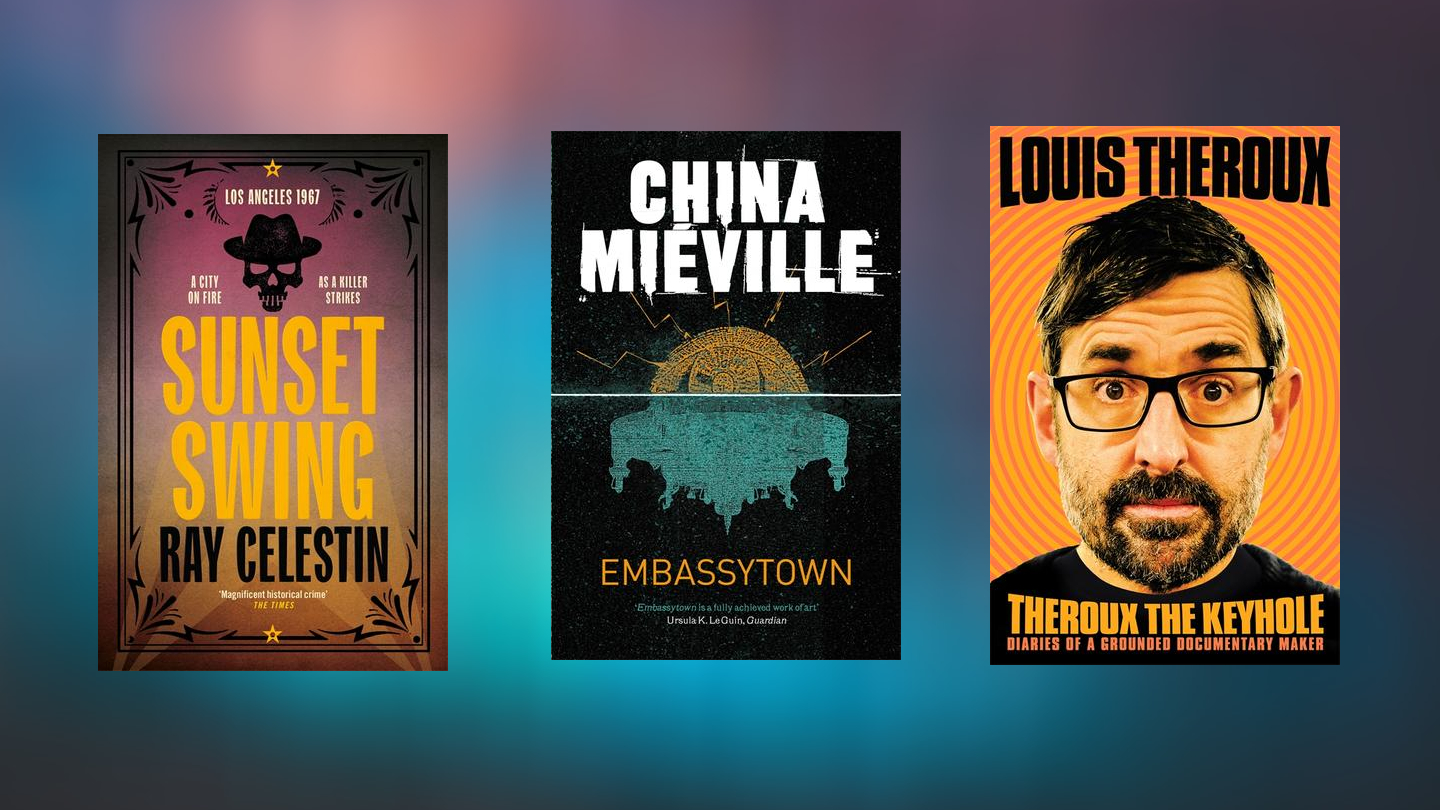 LOS ANGELES 1967
A CITY
ON FIRE
AS A KILLER
STRIKES
SUNSET
SWING
RAY CELESTIN
'Magnificent historical crime'
THE TIMES
CHINA
MIÉVILLE
EMBASSYTOWN
'Embassytown is a fully achieved work of art'
Ursula K. Le Guin, Guardian
LOUIS THEROUX
THEROUX THE KEYHOLE
DIARIES OF A GROUNDED DOCUMENTARY MAKER